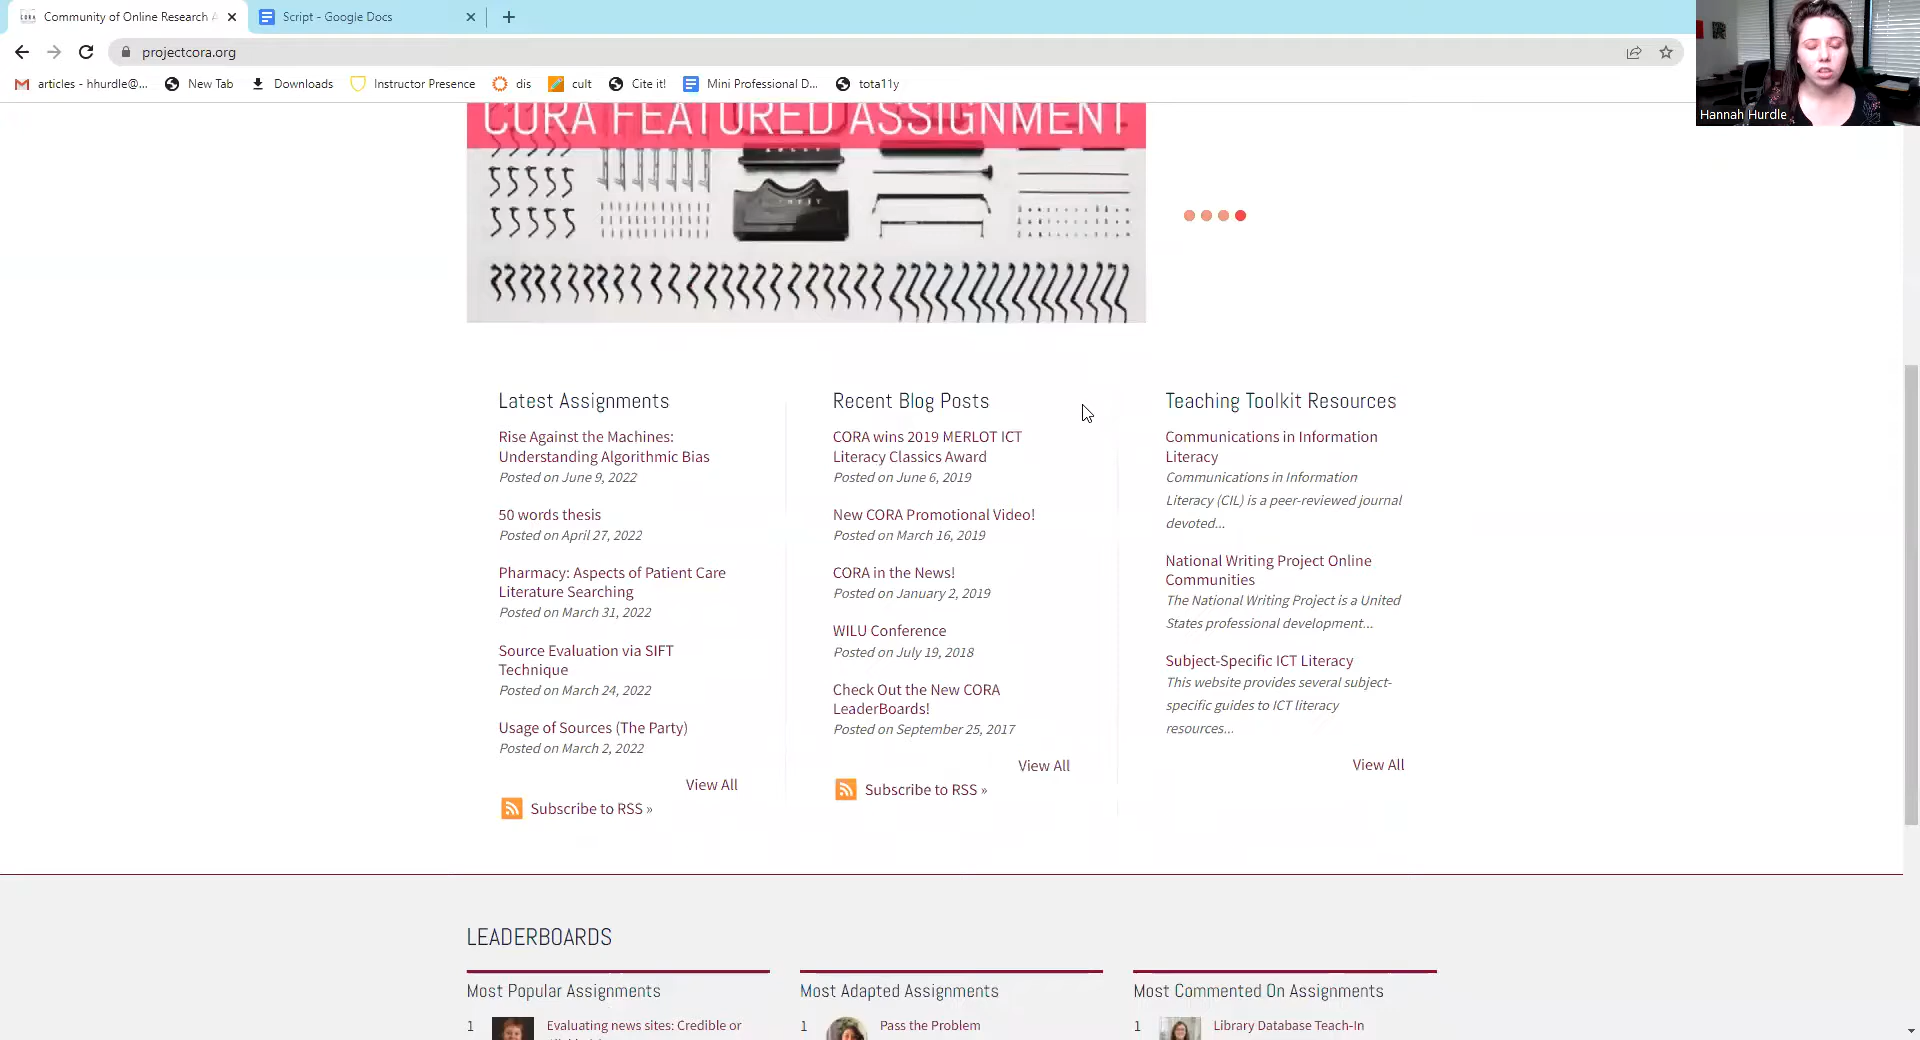 Community of Online Research A
Script - Google Docs
projectcora.org
articles - hhurdle@...
New Tab
Downloads
Instructor Presence
dis
cult
Cite it!
Mini Professional D...
tota11y
Hannah Hurdle
CORA FEATURED ASSIGNMENT
Latest Assignments
Rise Against the Machines:
Understanding Algorithmic Bias
Posted on June 9, 2022
50 words thesis
Posted on April 27, 2022
Pharmacy: Aspects of Patient Care
Literature Searching
Posted on March 31, 2022
Source Evaluation via SIFT
Technique
Posted on March 24, 2022
Usage of Sources (The Party)
Posted on March 2, 2022
View All
Subscribe to RSS »
Recent Blog Posts
CORA wins 2019 MERLOT ICT
Literacy Classics Award
Posted on June 6, 2019
New CORA Promotional Video!
Posted on March 16, 2019
CORA in the News!
Posted on January 2, 2019
WILU Conference
Posted on July 19, 2018
Check Out the New CORA
LeaderBoards!
Posted on September 25, 2017
View All
Subscribe to RSS »
Teaching Toolkit Resources
Communications in Information
Literacy
Communications in Information
Literacy (CIL) is a peer-reviewed journal
devoted...
National Writing Project Online
Communities
The National Writing Project is a United
States professional development...
Subject-Specific ICT Literacy
This website provides several subject-
specific guides to ICT literacy
resources...
View All
LEADERBOARDS
Most Popular Assignments
1 Evaluating news sites: Credible or
Most Adapted Assignments
1 Pass the Problem
Most Commented On Assignments
1 Library Database Teach-In